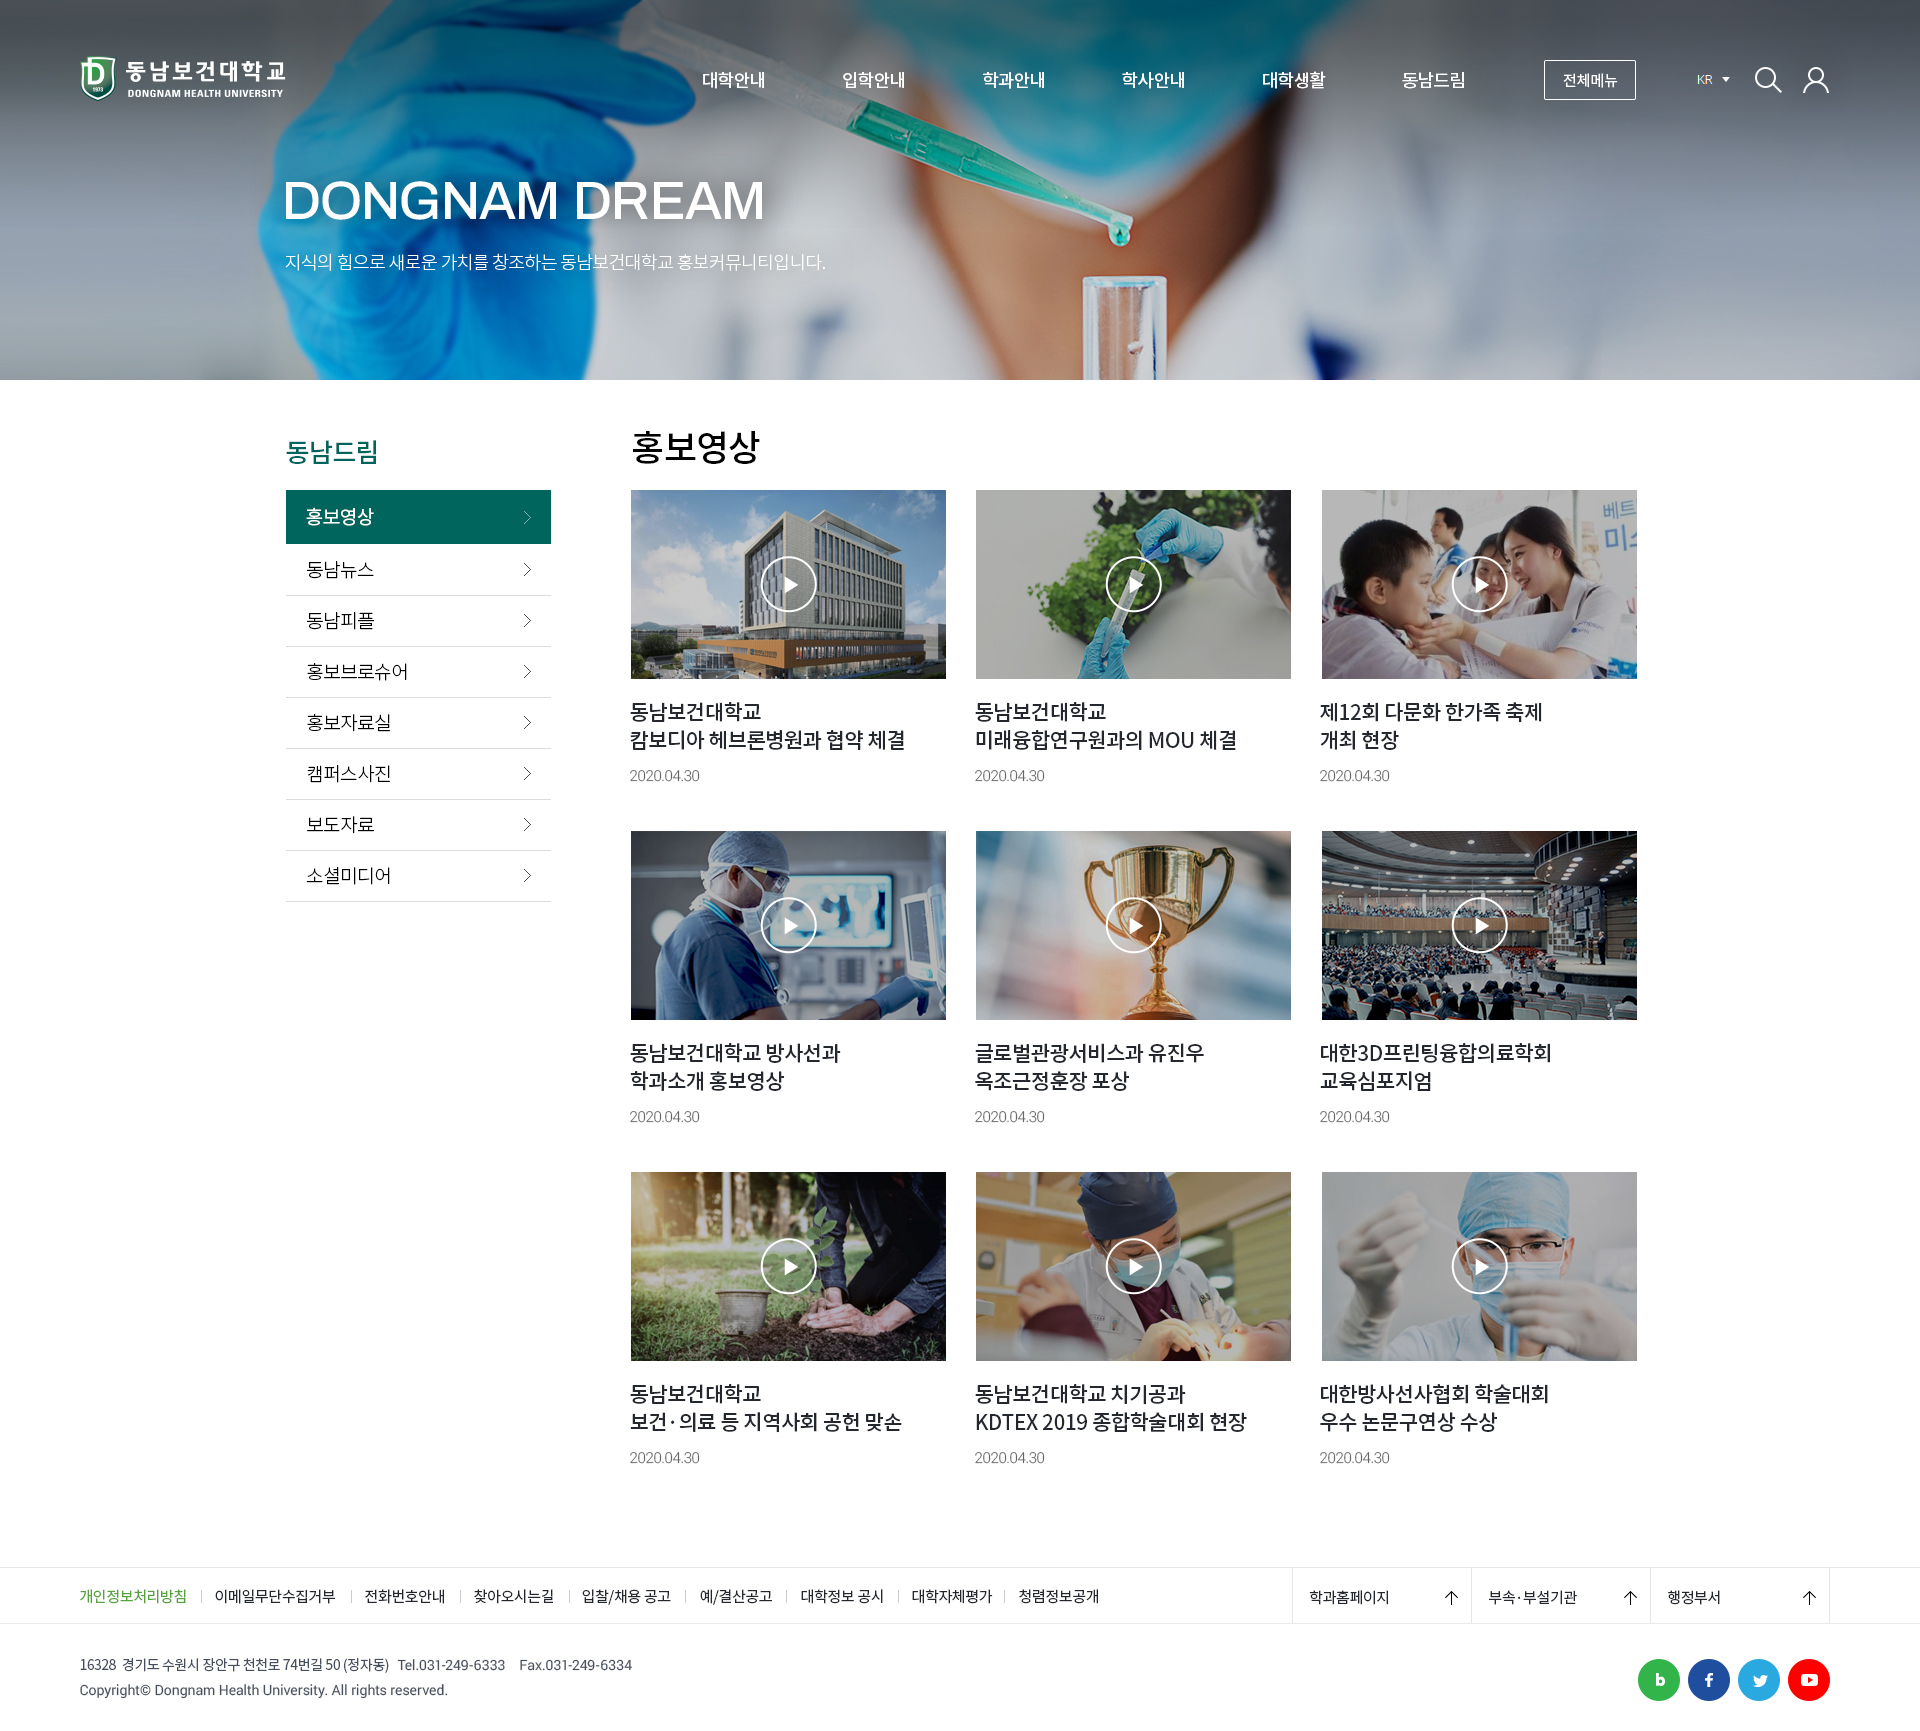 동남보건대학교
DONGNAM HEALTH UNIVERSITY
1973
대학안내
입학안내
학과안내
학사안내
대학생활
동남드림
전체메뉴
KR
DONGNAM DREAM
지식의 힘으로 새로운 가치를 창조하는 동남보건대학교 홍보커뮤니티입니다.
동남드림
홍보영상
동남뉴스
동남피플
홍보브로슈어
홍보자료실
캠퍼스사진
보도자료
소셜미디어
홍보영상
동남보건대학교
캄보디아 헤브론병원과 협약 체결
2020.04.30
동남보건대학교
미래융합연구원과의 MOU 체결
2020.04.30
베트
제12회 다문화 한가족 축제
개최 현장
2020.04.30
동남보건대학교 방사선과
학과소개 홍보영상
2020.04.30
글로벌관광서비스과 유진우
옥조근정훈장 포상
2020.04.30
대한3D프린팅융합의료학회
교육심포지엄
2020.04.30
동남보건대학교
보건·의료 등 지역사회 공헌 맞손
2020.04.30
동남보건대학교 치기공과
KDTEX 2019 종합학술대회 현장
2020.04.30
대한방사선사협회 학술대회
우수 논문구연상 수상
2020.04.30
개인정보처리방침
이메일무단수집거부
전화번호안내
찾아오시는길
입찰/채용 공고
예/결산공고
대학정보 공시
대학자체평가
청렴정보공개
학과홈페이지
부속·부설기관
행정부서
16328 경기도 수원시 장안구 천천로 74번길 50 (정자동) Tel.031-249-6333 Fax.031-249-6334
Copyright© Dongnam Health University. All rights reserved.